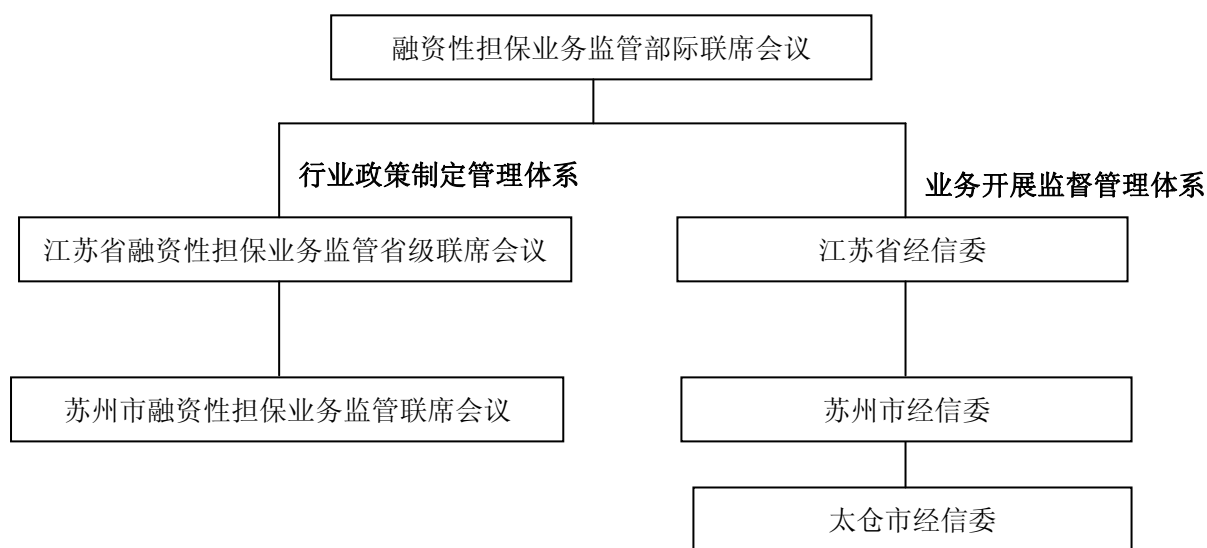 融资性担保业务监管部际联席会议
行业政策制定管理体系
业务开展监督管理体系
江苏省融资性担保业务监管省级联席会议
江苏省经信委
苏州市融资性担保业务监管联席会议
苏州市经信委
太仓市经信委